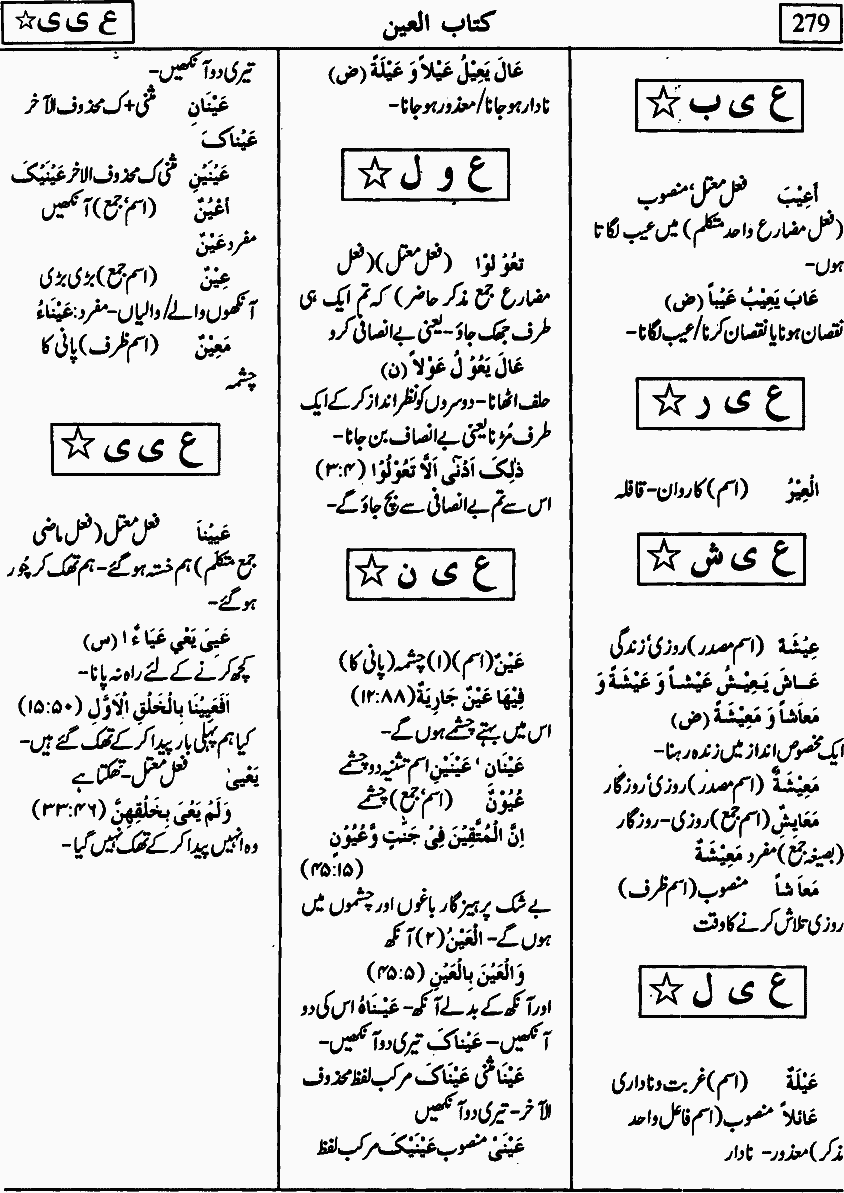 279
کتاب العین
ع ی ی ☆
ع ی ب ☆
أَعِیْبَ فعل معتل، منصوب
(فعل مضارع واحد متکلم) میں عیب لگاتا
ہوں-
عَابَ یَعِیْبُ عَیْباً (ض)
نقصان ہونا یا نقصان کرنا/عیب لگانا-
ع ی ر ☆
الْعِیْرُ (اسم) کاروان-قافلہ
ع ی ش ☆
عِیْشَة (اسم مصدر) روزی، زندگی
عَـاشَ یَـعِیْـشُ عَیْشـاً وَ عَیْشَةً وَ
مَعَاشاً وَ مَعِیْشَةً (ض)
ایک مخصوص انداز میں زندہ رہنا-
مَعِیْشَةٌ (اسم مصدر) روزی، روزگار
مَعَایِشُ (اسم جمع) روزی-روزگار
(بصیغہ جمع) مفرد مَعِیْشَةٌ
مَعَاشاً منصوب (اسم ظرف)
روزی تلاش کرنے کا وقت
ع ی ل ☆
عَیْلَةٌ (اسم) غربت و ناداری
عَائلاً منصوب (اسم فاعل واحد
مذکر) معذور- نادار
عَالَ یَعِیْلُ عَیْلاً وَ عَیْلَةً (ض)
نادار ہو جانا/معذور ہو جانا-
ع و ل ☆
تَعُوْلُوْا (فعل معتل) (فعل
مضارع جمع مذکر حاضر) کہ تم ایک ہی
طرف جھک جاؤ-یعنی بے انصافی کرو
عَالَ یَعُوْلُ عَوْلاً (ن)
حلف اٹھانا-دوسروں کو نظر انداز کر کے ایک
طرف مُڑنا یعنی بے انصاف بن جانا-
ذٰلِکَ اَدْنٰٓی اَلَّا تَعُوْلُوْا (۳:۴)
اس سے تم بے انصافی سے بچ جاؤ گے-
ع ی ن ☆
عَیْنٌ (اسم) (۱) چشمہ (پانی کا)
فِیْهَا عَیْنٌ جَارِیَةٌ (۱۲:۸۸)
اس میں بہتے چشمے ہوں گے-
عَیْنَان ' عَیْنَیْنِ اسم تثنیہ دو چشمے
عُیُوْنٌ (اسم جمع) چشمے
اِنَّ الْمُتَّقِیْنَ فِیْ جَنّٰتٍ وَّعُیُوْنٍ
(۴۵:۱۵)
بے شک پرہیزگار باغوں اور چشموں میں
ہوں گے- الْعَیْنُ (۲) آنکھ
وَالْعَیْنَ بِالْعَیْنِ (۴۵:۵)
اور آنکھ کے بدلے آنکھ- عَیْنَاهُ اس کی دو
آنکھیں- عَیْنَاکَ تیری دو آنکھیں-
عَیْنَا مثنٰی عَیْنَاکَ مرکب لفظ محذوف
الآخر-تیری دو آنکھیں
عَیْنَیْ منصوب عَیْنَیْکَ مرکب لفظ
تیری دو آنکھیں-
عَیْنَانِ مثنٰی+ک محذوف الآخر
عَیْنَاکَ
عَیْنَیْنِ مثنٰی ک محذوف الاخر عَیْنَیْکَ
أَعْیُنٌ (اسم، جمع) آنکھیں
مفرد عَیْنٌ
عِیْنٌ (اسم جمع) بڑی بڑی
آنکھوں والے/والیاں-مفرد: عَیْنَاءُ
مَعِیْنٌ (اسم ظرف) پانی کا
چشمہ
ع ی ی ☆
عَیِیْنَا فعل معتل (فعل ماضی
جمع متکلم) ہم خستہ ہو گئے-ہم تھک کر چُور
ہو گئے-
عَیِیَ یَعْیٰ عَیَاءً ا (س)
کچھ کرنے کے لئے راہ نہ پانا-
اَفَعَیِیْنَا بِالْخَلْقِ الْاَوَّلِ (۱۵:۵۰)
کیا ہم پہلی بار پیدا کر کے تھک گئے ہیں-
یَعْیٰ فعل معتل-تھکتا ہے
وَلَمْ یَعْیَ بِخَلْقِهِنَّ (۳۳:۴۶)
وہ انہیں پیدا کر کے تھک نہیں گیا-